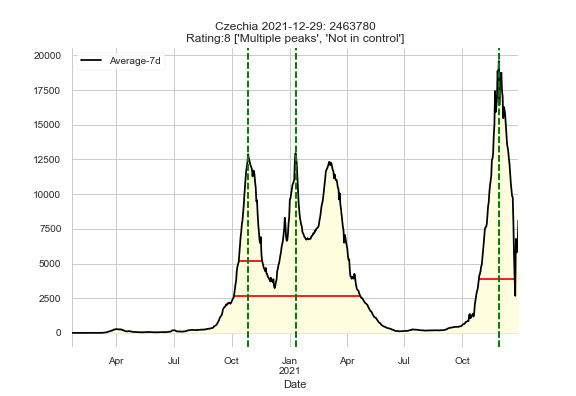 Czechia 2021-12-29: 2463780
Rating:8 ['Multiple peaks', 'Not in control']
20000
17500
15000
12500
10000
7500
5000
2500
0
Average-7d
Apr Jul Oct Jan Apr Jul Oct
2021
Date